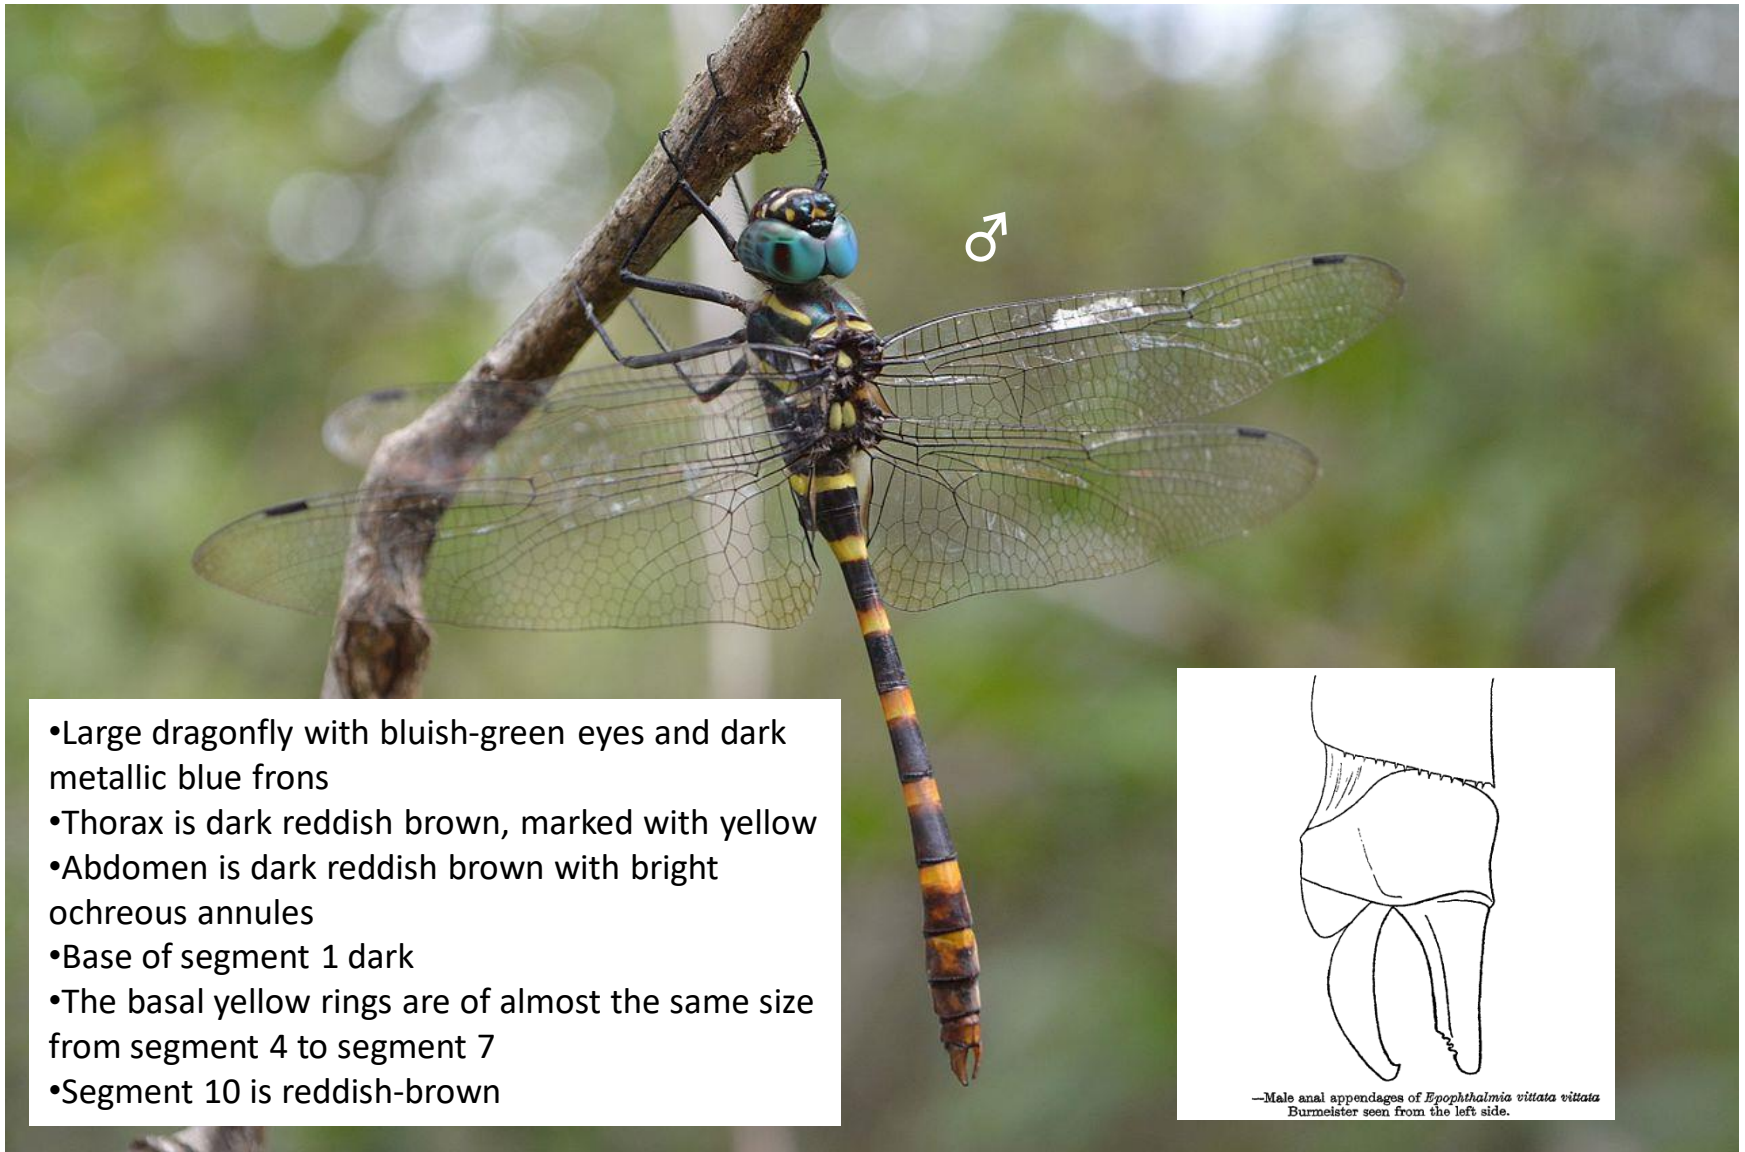 ♂
•Large dragonfly with bluish-green eyes and dark
metallic blue frons
•Thorax is dark reddish brown, marked with yellow
•Abdomen is dark reddish brown with bright
ochreous annules
•Base of segment 1 dark
•The basal yellow rings are of almost the same size
from segment 4 to segment 7
•Segment 10 is reddish-brown
—Male anal appendages of Epophthalmia vittata vittata
Burmeister seen from the left side.